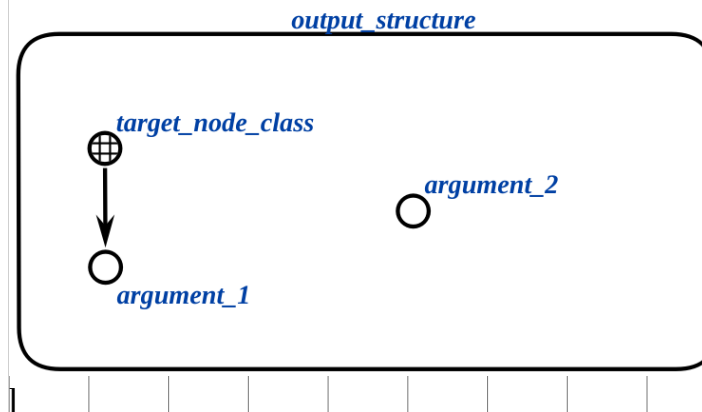 output_structure
target_node_class
argument_2
argument_1